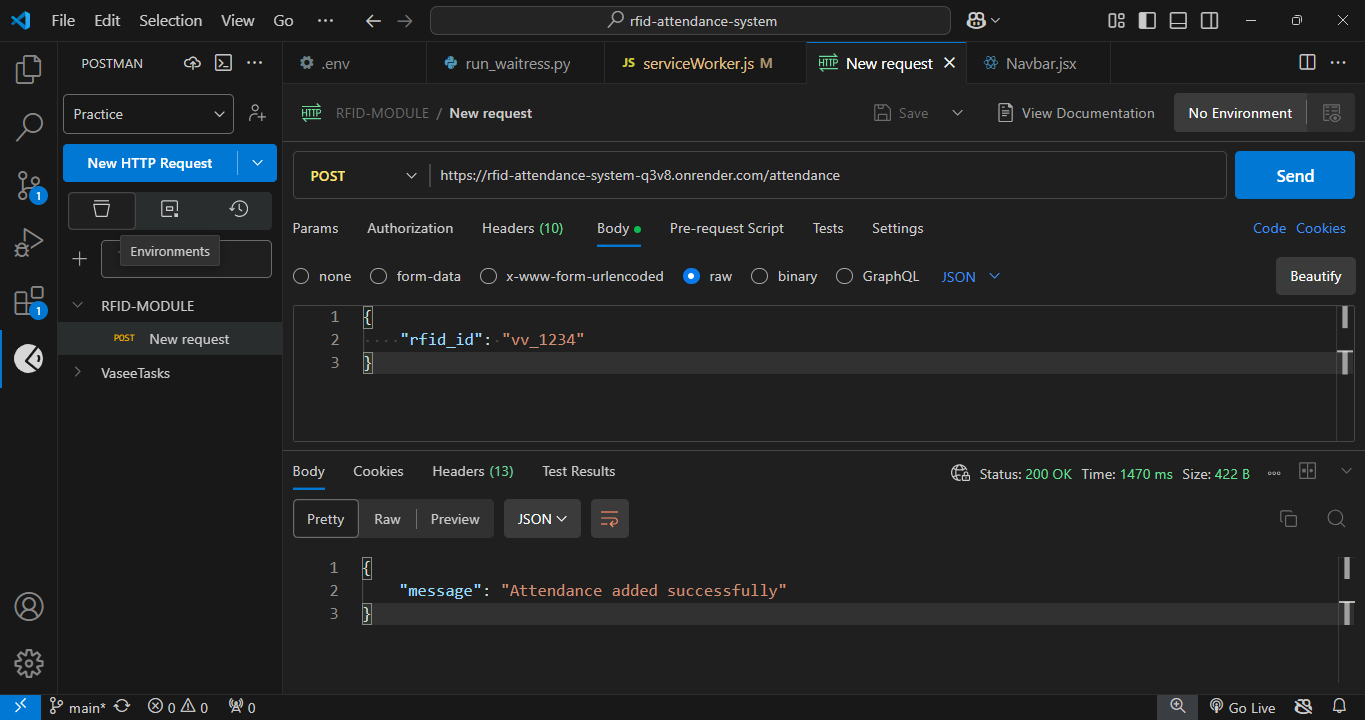 File Edit Selection View Go ··· rfid-attendance-system
POSTMAN ···
.env run_waitress.py JS serviceWorker.js M HTTP New request Navbar.jsx ···
Practice
HTTP RFID-MODULE / New request Save View Documentation No Environment
New HTTP Request
POST https://rfid-attendance-system-q3v8.onrender.com/attendance Send
1
Environments
Params Authorization Headers (10) Body Pre-request Script Tests Settings Code Cookies
none form-data x-www-form-urlencoded raw binary GraphQL JSON Beautify
1
RFID-MODULE
POST New request
VaseeTasks
1 {
2 ····"rfid_id":·"vv_1234"
3 }
Body Cookies Headers (13) Test Results Status: 200 OK Time: 1470 ms Size: 422 B
Pretty Raw Preview JSON
1 {
2 "message": "Attendance added successfully"
3 }
main* 0 0 0 Go Live